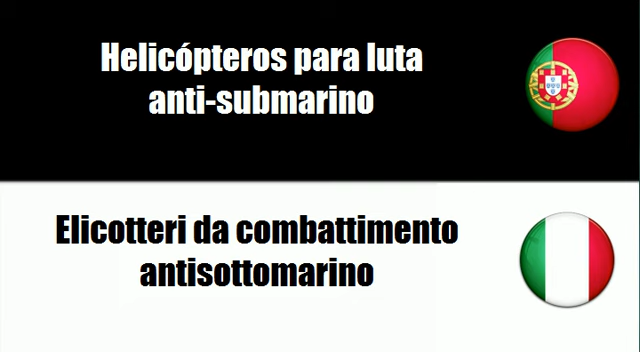 Helicópteros para luta
anti-submarino
Elicotteri da combattimento
antisottomarino